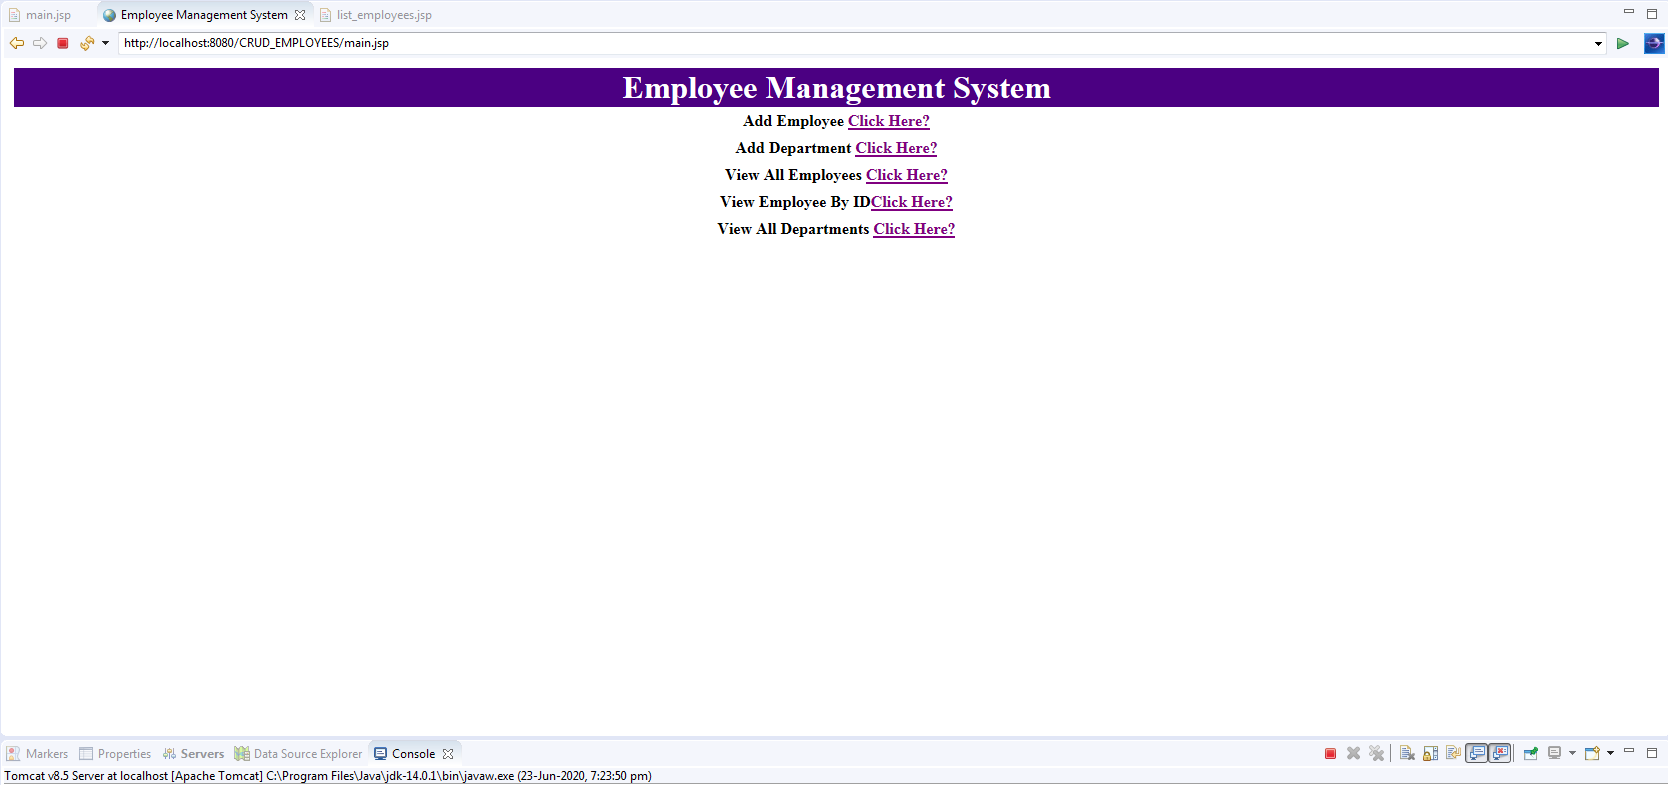 main.jsp Employee Management System list_employees.jsp
http://localhost:8080/CRUD_EMPLOYEES/main.jsp
Employee Management System
Add Employee Click Here?
Add Department Click Here?
View All Employees Click Here?
View Employee By IDClick Here?
View All Departments Click Here?
Markers Properties Servers Data Source Explorer Console
Tomcat v8.5 Server at localhost [Apache Tomcat] C:\Program Files\Java\jdk-14.0.1\bin\javaw.exe (23-Jun-2020, 7:23:50 pm)